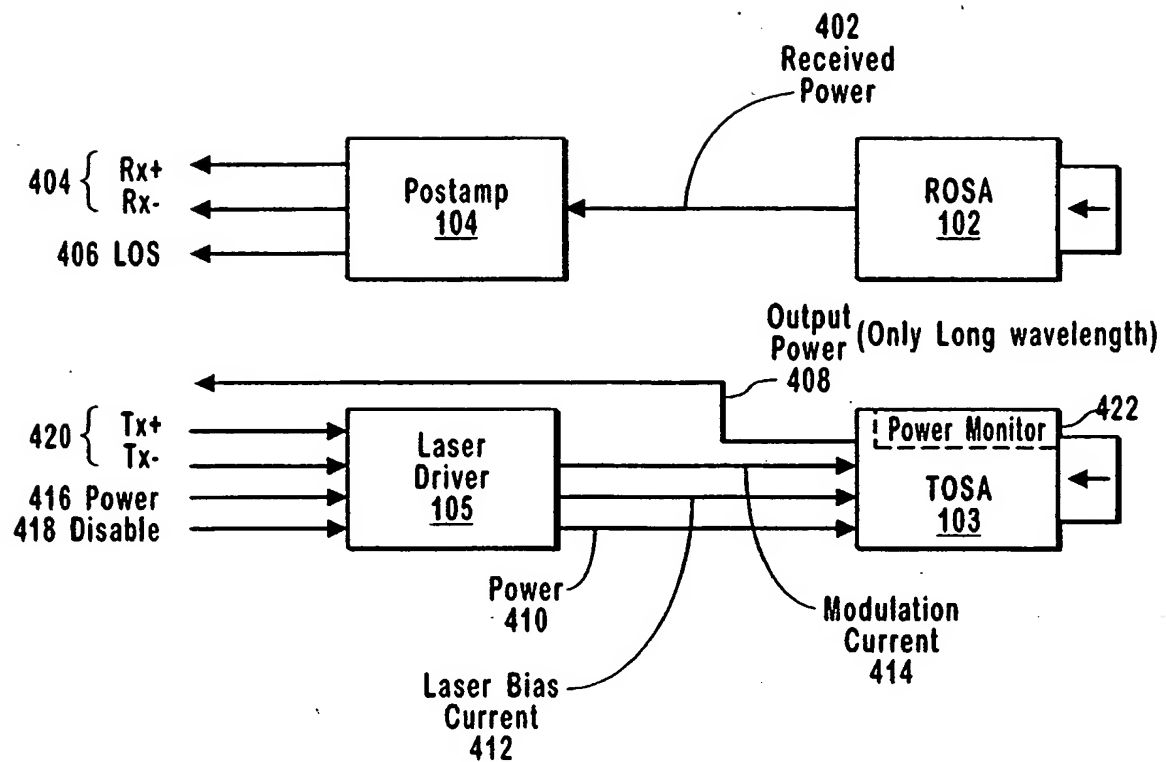 402
Received
Power
404 { Rx+
Rx-
406 LOS
Postamp
104
ROSA
102
Output
Power
408
(Only Long wavelength)
422
420 { Tx+
Tx-
416 Power
418 Disable
Laser
Driver
105
Power Monitor
TOSA
103
Power
410
Modulation
Current
414
Laser Bias
Current
412